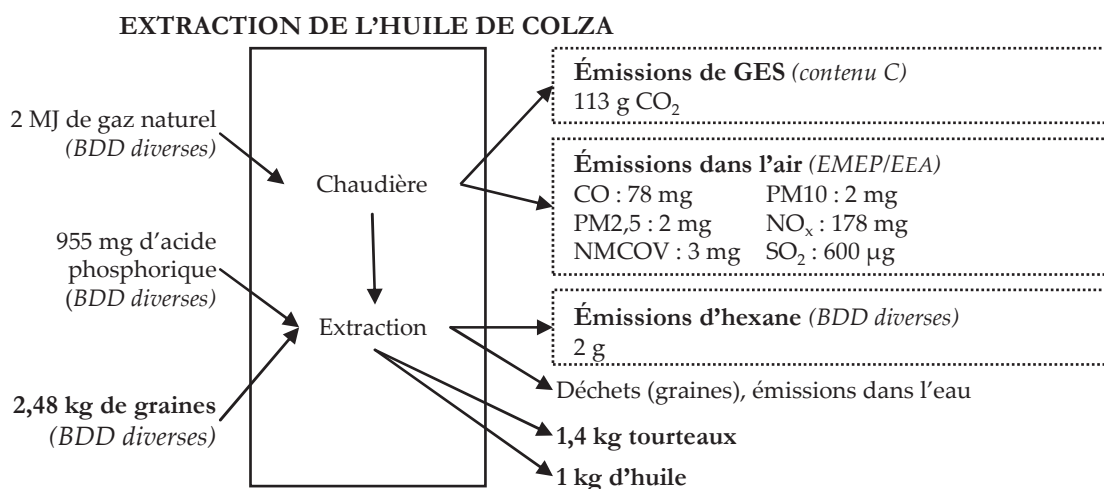 EXTRACTION DE L'HUILE DE COLZA
2 MJ de gaz naturel
(BDD diverses)
955 mg d'acide
phosphorique
(BDD diverses)
2,48 kg de graines
(BDD diverses)
Chaudière
Extraction
Émissions de GES (contenu C)
113 g CO₂
Émissions dans l'air (EMEP/EEA)
CO : 78 mg PM10 : 2 mg
PM2,5 : 2 mg NOₓ : 178 mg
NMCOV : 3 mg SO₂ : 600 µg
Émissions d'hexane (BDD diverses)
2 g
Déchets (graines), émissions dans l'eau
1,4 kg tourteaux
1 kg d'huile